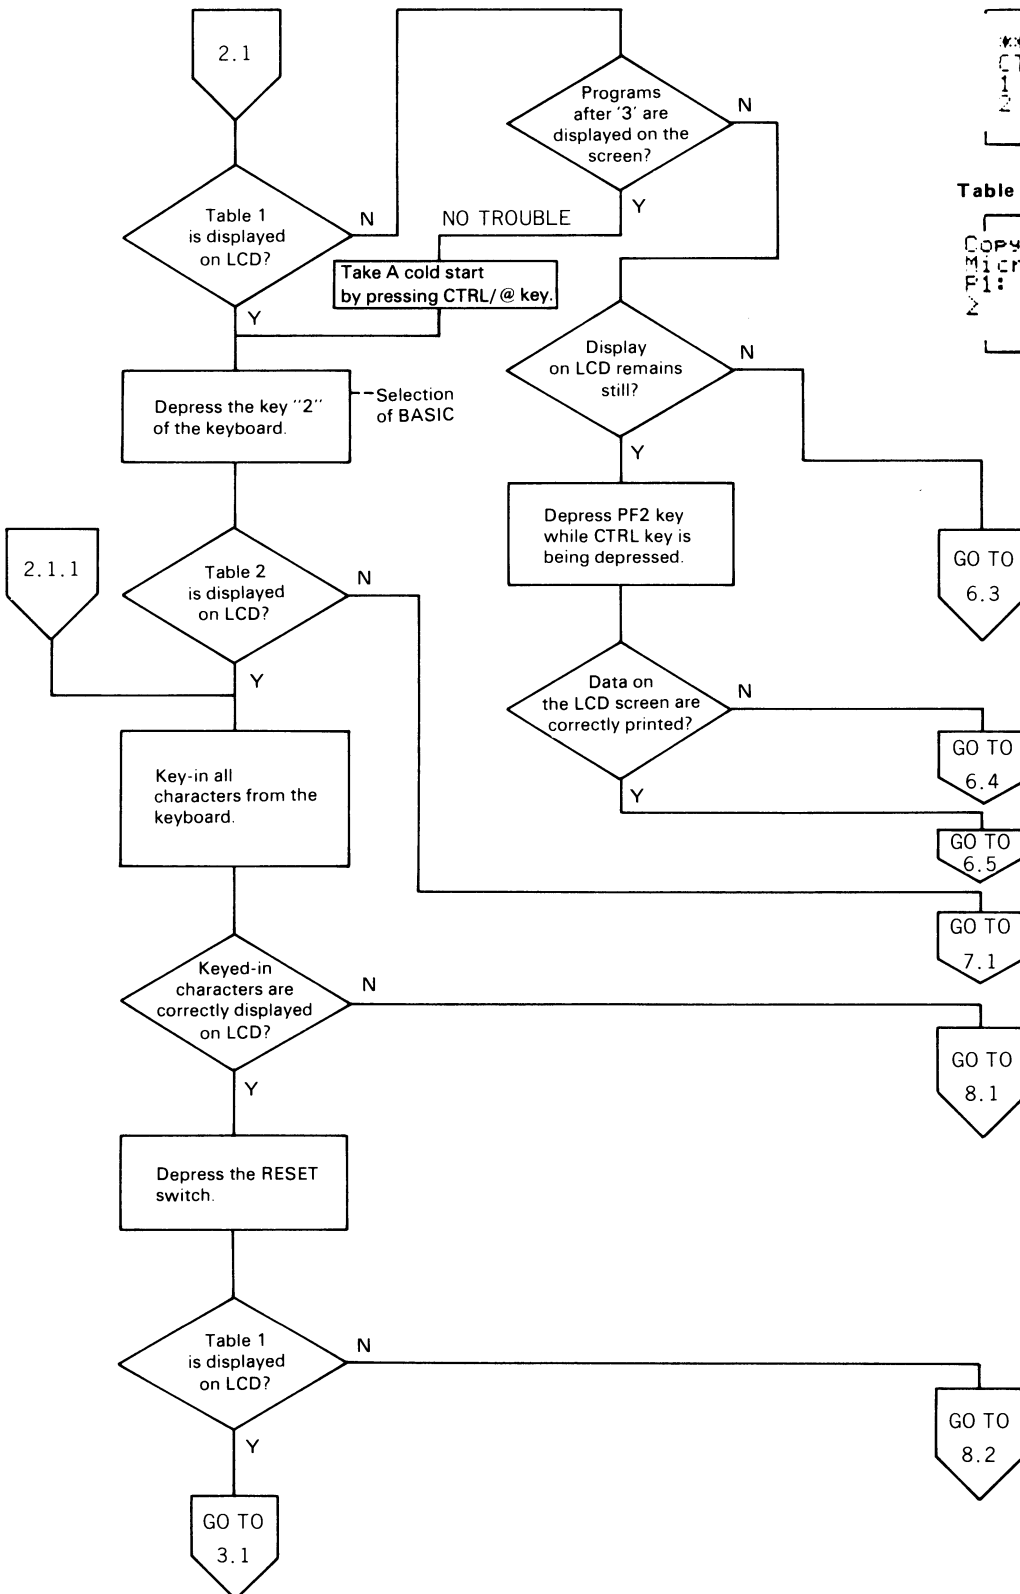 2.1
Table 1
is displayed
on LCD?
N
Y
Programs
after '3' are
displayed on the
screen?
N
Y
NO TROUBLE
Take A cold start
by pressing CTRL/@ key.
Depress the key "2"
of the keyboard.
Selection
of BASIC
Display
on LCD remains
still?
N
Y
Depress PF2 key
while CTRL key is
being depressed.
GO TO
6.3
2.1.1
Table 2
is displayed
on LCD?
N
Y
Data on
the LCD screen are
correctly printed?
N
Y
GO TO
6.4
GO TO
6.5
Key-in all
characters from the
keyboard.
GO TO
7.1
Keyed-in
characters are
correctly displayed
on LCD?
N
Y
GO TO
8.1
Depress the RESET
switch.
Table 1
is displayed
on LCD?
N
Y
GO TO
8.2
GO TO
3.1
1
2
Table
Copy
Micr
P1: